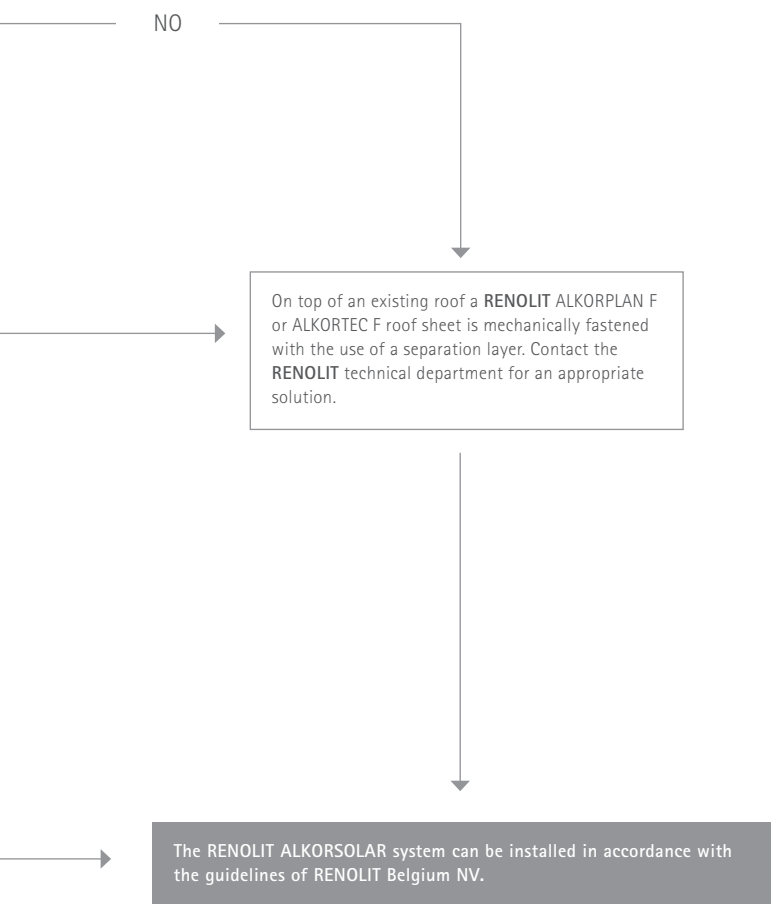 NO
On top of an existing roof a RENOLIT ALKORPLAN F
or ALKORTEC F roof sheet is mechanically fastened
with the use of a separation layer. Contact the
RENOLIT technical department for an appropriate
solution.
The RENOLIT ALKORSOLAR system can be installed in accordance with
the guidelines of RENOLIT Belgium NV.